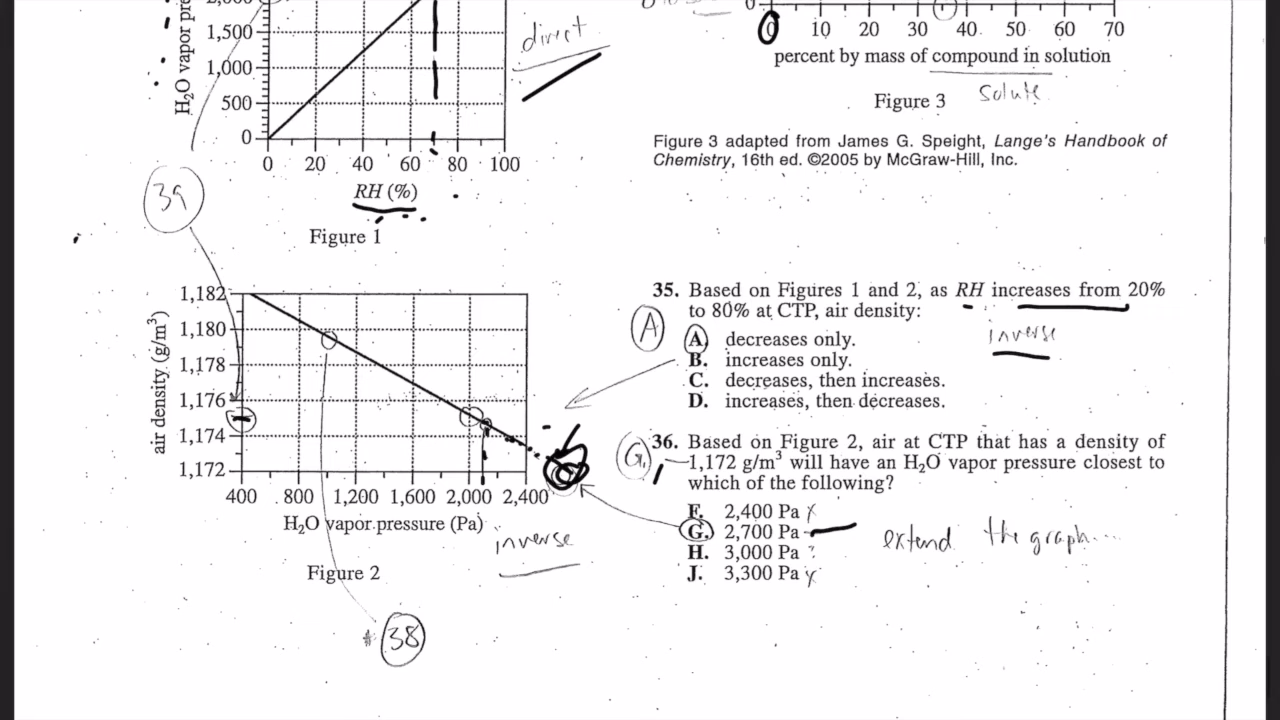 2,000
1,500
1,000
500
0
H₂O vapor pre
0 20 40 60 80 100
RH (%)
Figure 1
direct
39
0
0 10 20 30 40 50 60 70
percent by mass of compound in solution
solute
Figure 3
Figure 3 adapted from James G. Speight, Lange's Handbook of
Chemistry, 16th ed. ©2005 by McGraw-Hill, Inc.
1,182
1,180
1,178
1,176
1,174
1,172
air density (g/m³)
400 800 1,200 1,600 2,000 2,400
H₂O vapor pressure (Pa)
inverse
Figure 2
# 38
35. Based on Figures 1 and 2, as RH increases from 20%
to 80% at CTP, air density:
A
inverse
A. decreases only.
B. increases only.
C. decreases, then increases.
D. increases, then decreases.
G.
36. Based on Figure 2, air at CTP that has a density of
1,172 g/m³ will have an H₂O vapor pressure closest to
which of the following?
F. 2,400 Pa x
G. 2,700 Pa
H. 3,000 Pa ?
J. 3,300 Pa x
extend the graph....